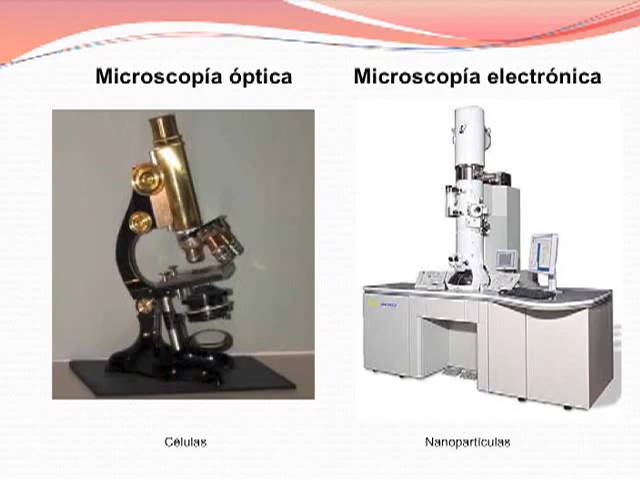 Microscopía óptica
Microscopía electrónica
Células
Nanopartículas